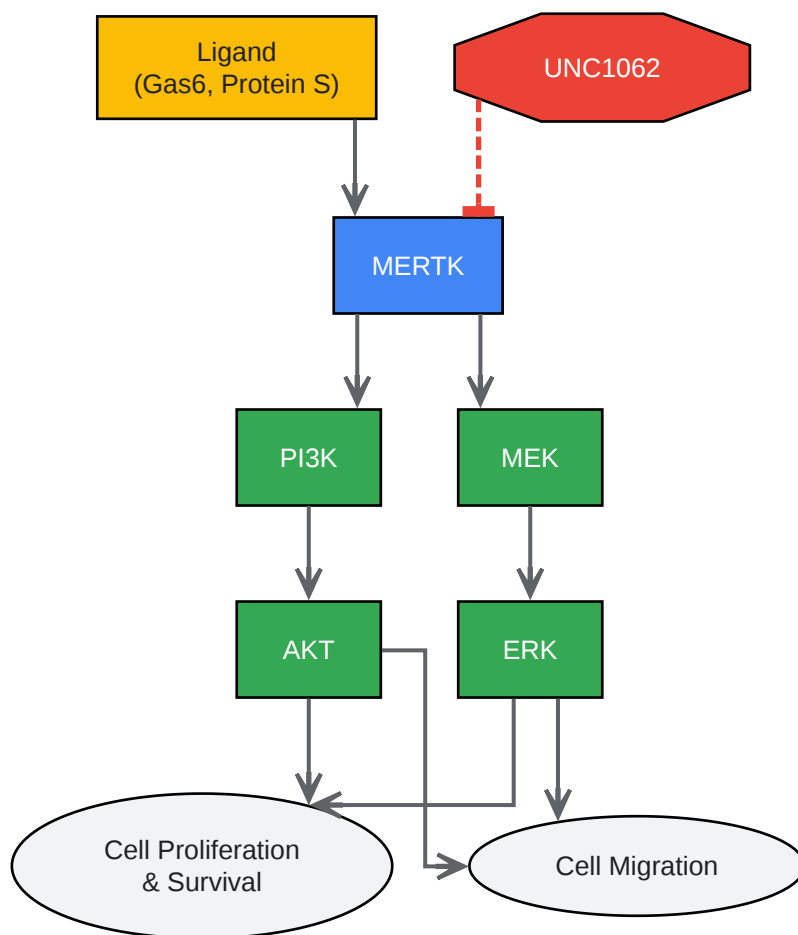 Ligand
(Gas6, Protein S)
UNC1062
MERTK
PI3K
MEK
AKT
ERK
Cell Proliferation
& Survival
Cell Migration